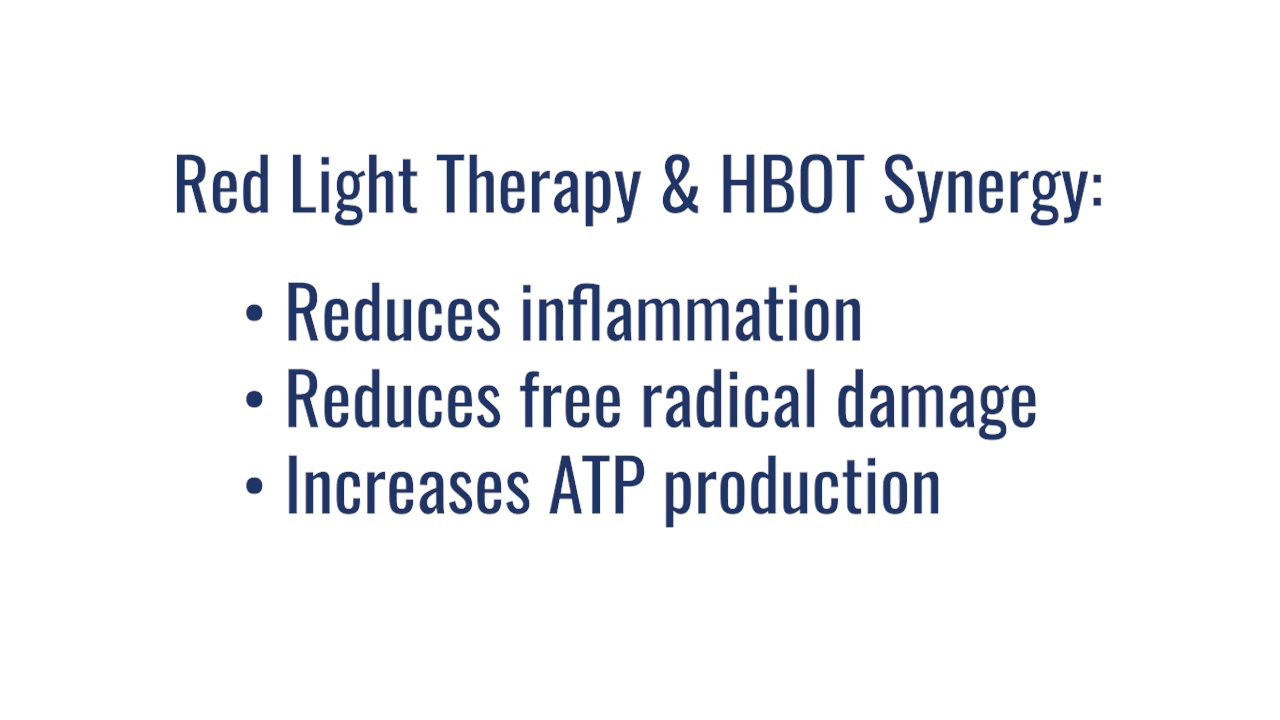 Red Light Therapy & HBOT Synergy:
• Reduces inflammation
• Reduces free radical damage
• Increases ATP production